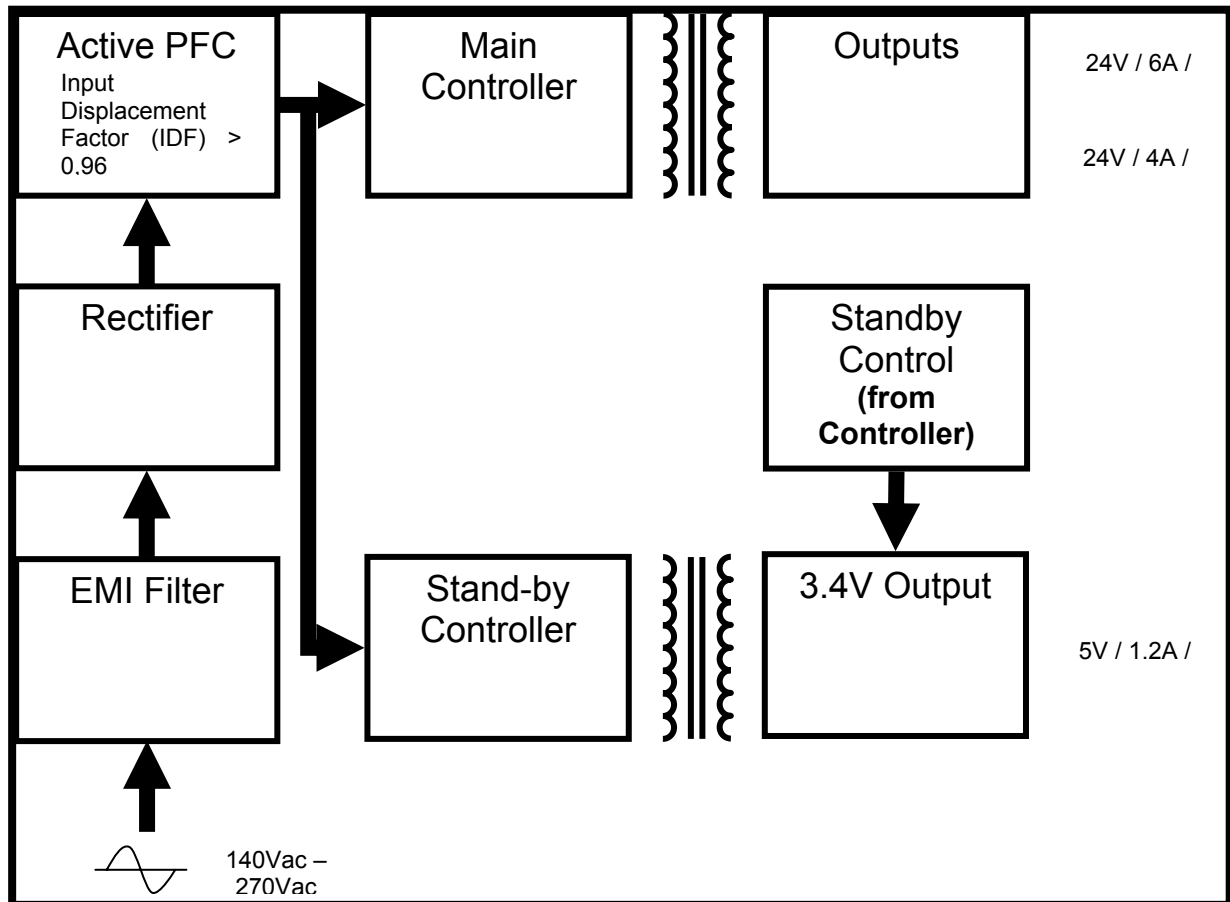 Active PFC
Input
Displacement
Factor (IDF) >
0.96
Main
Controller
Outputs
24V / 6A /
24V / 4A /
Rectifier
Standby
Control
(from
Controller)
EMI Filter
Stand-by
Controller
3.4V Output
5V / 1.2A /
140Vac –
270Vac